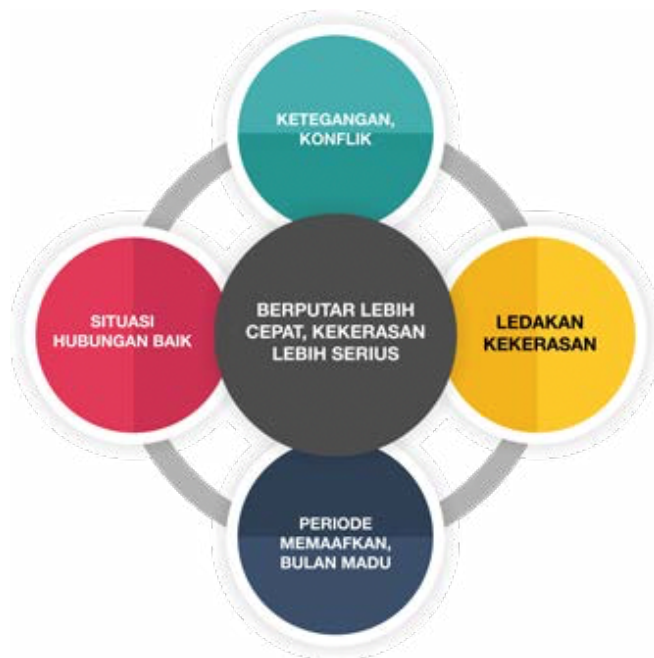 KETEGANGAN,
KONFLIK
SITUASI
HUBUNGAN BAIK
BERPUTAR LEBIH
CEPAT, KEKERASAN
LEBIH SERIUS
LEDAKAN
KEKERASAN
PERIODE
MEMAAFKAN,
BULAN MADU